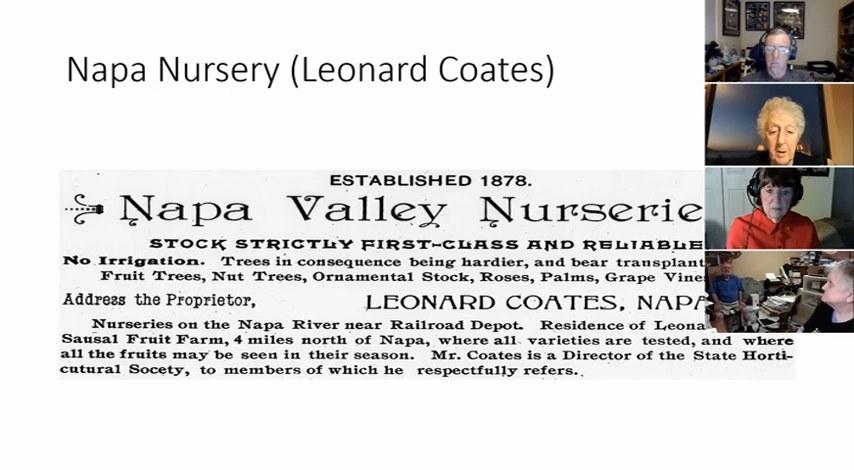 Napa Nursery (Leonard Coates)
ESTABLISHED 1878.
Napa Valley Nurserie
STOCK STRICTLY FIRST-CLASS AND RELIABLE
No Irrigation. Trees in consequence being hardier, and bear transplant
Fruit Trees, Nut Trees, Ornamental Stock, Roses, Palms, Grape Vine
Address the Proprietor, LEONARD COATES, NAPA
Nurseries on the Napa River near Railroad Depot. Residence of Leona
Sausal Fruit Farm, 4 miles north of Napa, where all varieties are tested, and where
all the fruits may be seen in their season. Mr. Coates is a Director of the State Horti-
cutural Socety, to members of which he respectfully refers.